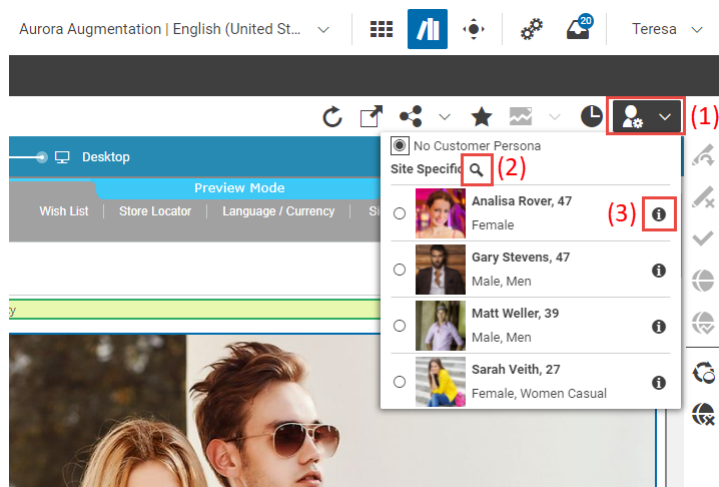 Aurora Augmentation | English (United St...
20
Teresa
(1)
No Customer Persona
Desktop
Site Specific
(2)
Preview Mode
Wish List
Store Locator
Language / Currency
Analisa Rover, 47
Female
(3)
Gary Stevens, 47
Male, Men
Matt Weller, 39
Male, Men
y
Sarah Veith, 27
Female, Women Casual